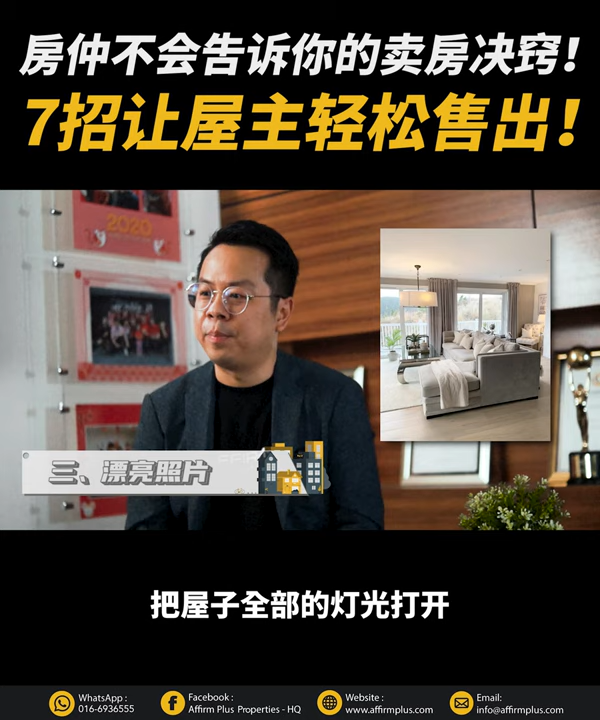 房仲不会告诉你的卖房决窍！
7招让屋主轻松售出！
2020
三、漂亮照片
把屋子全部的灯光打开
WhatsApp :
016-6936555
Facebook :
Affirm Plus Properties - HQ
Website :
www.affirmplus.com
Email:
info@affirmplus.com